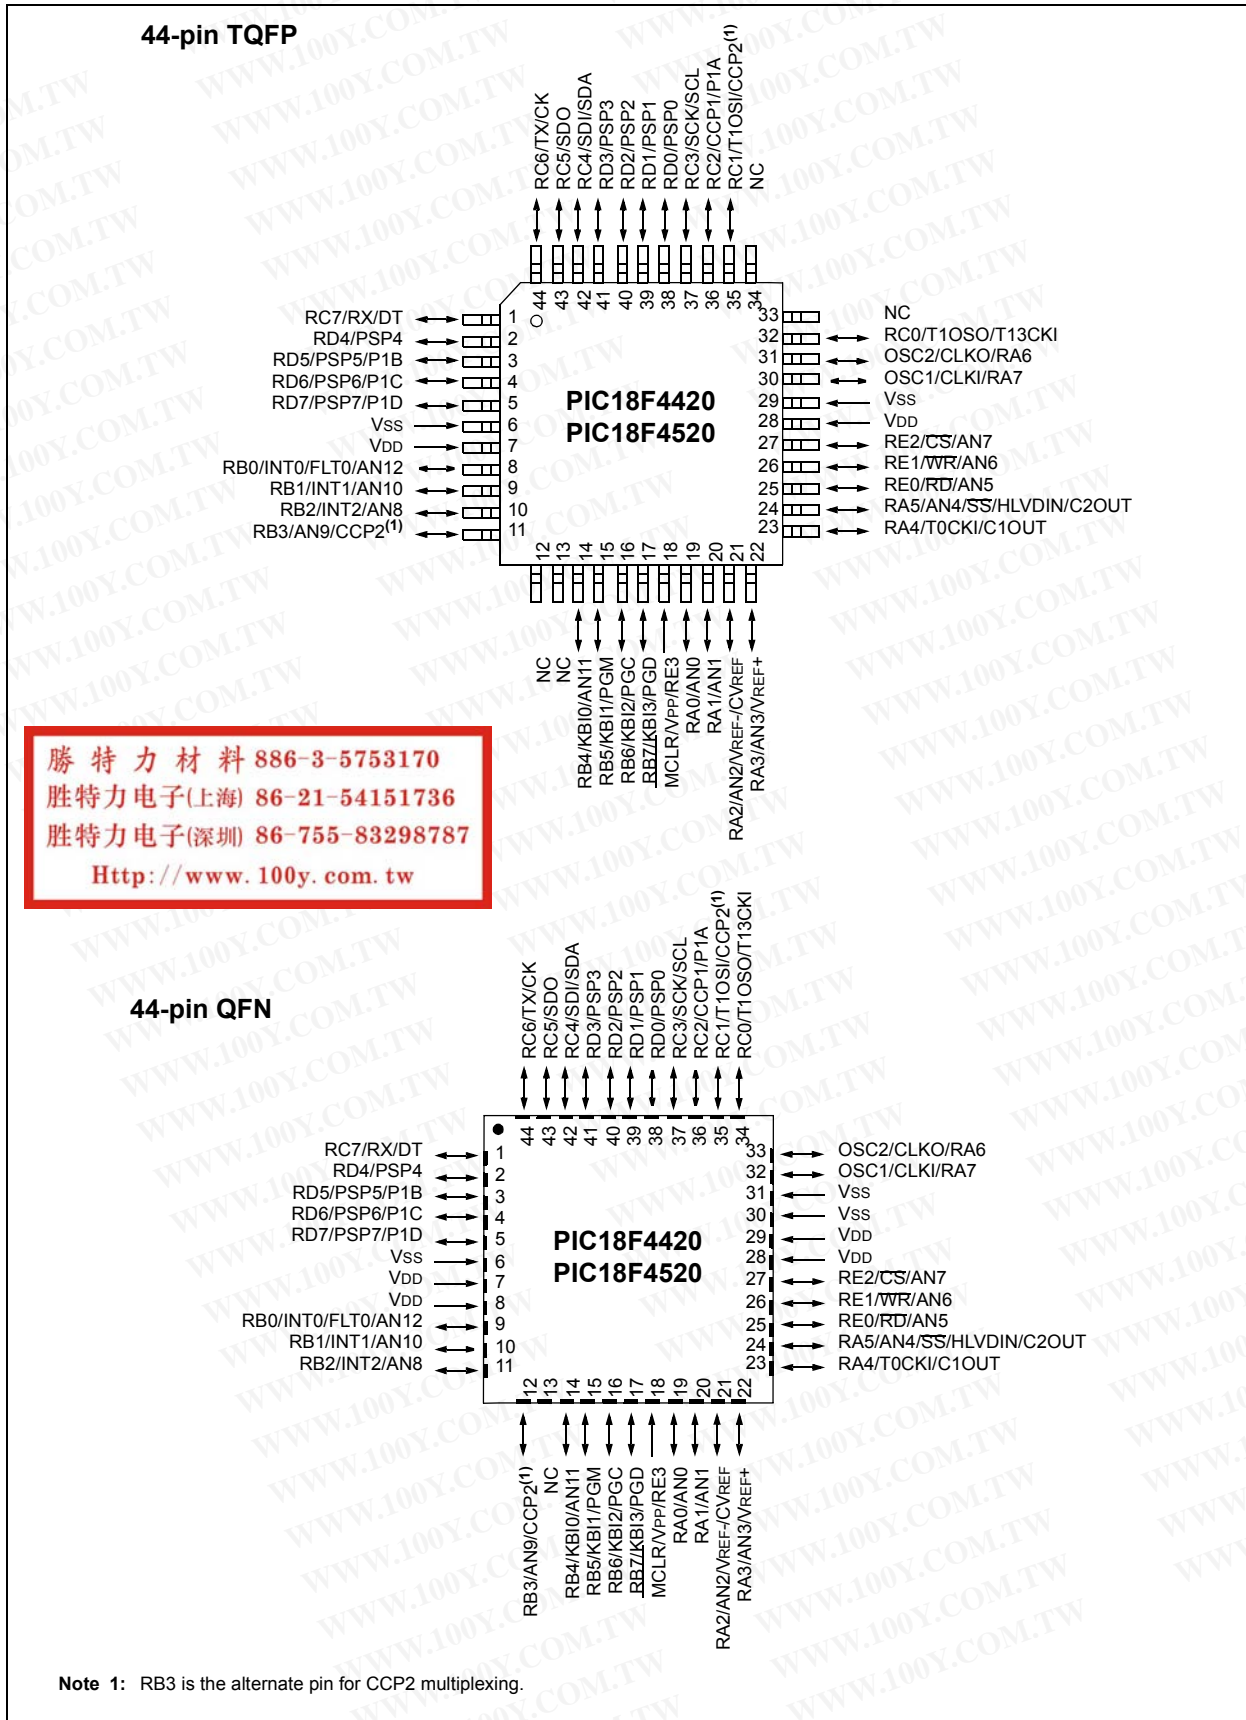 44-pin TQFP
RC6/TX/CK
RC5/SDO
RC4/SDI/SDA
RD3/PSP3
RD2/PSP2
RD1/PSP1
RD0/PSP0
RC3/SCK/SCL
RC2/CCP1/P1A
RC1/T1OSI/CCP2(1)
NC
44 43 42 41 40 39 38 37 36 35 34
RC7/RX/DT 1
RD4/PSP4 2
RD5/PSP5/P1B 3
RD6/PSP6/P1C 4
RD7/PSP7/P1D 5
VSS 6
VDD 7
RB0/INT0/FLT0/AN12 8
RB1/INT1/AN10 9
RB2/INT2/AN8 10
RB3/AN9/CCP2(1) 11
PIC18F4420
PIC18F4520
33 NC
32 RC0/T1OSO/T13CKI
31 OSC2/CLKO/RA6
30 OSC1/CLKI/RA7
29 VSS
28 VDD
27 RE2/CS/AN7
26 RE1/WR/AN6
25 RE0/RD/AN5
24 RA5/AN4/SS/HLVDIN/C2OUT
23 RA4/T0CKI/C1OUT
12 13 14 15 16 17 18 19 20 21 22
NC
NC
RB4/KBI0/AN11
RB5/KBI1/PGM
RB6/KBI2/PGC
RB7/KBI3/PGD
MCLR/VPP/RE3
RA0/AN0
RA1/AN1
RA2/AN2/VREF-/CVREF
RA3/AN3/VREF+
勝 特 力 材 料 886-3-5753170
胜特力电子(上海) 86-21-54151736
胜特力电子(深圳) 86-755-83298787
Http://www.100y.com.tw
44-pin QFN
RC6/TX/CK
RC5/SDO
RC4/SDI/SDA
RD3/PSP3
RD2/PSP2
RD1/PSP1
RD0/PSP0
RC3/SCK/SCL
RC2/CCP1/P1A
RC1/T1OSI/CCP2(1)
RC0/T1OSO/T13CKI
44 43 42 41 40 39 38 37 36 35 34
RC7/RX/DT 1
RD4/PSP4 2
RD5/PSP5/P1B 3
RD6/PSP6/P1C 4
RD7/PSP7/P1D 5
VSS 6
VDD 7
VDD 8
RB0/INT0/FLT0/AN12 9
RB1/INT1/AN10 10
RB2/INT2/AN8 11
PIC18F4420
PIC18F4520
33 OSC2/CLKO/RA6
32 OSC1/CLKI/RA7
31 VSS
30 VSS
29 VDD
28 VDD
27 RE2/CS/AN7
26 RE1/WR/AN6
25 RE0/RD/AN5
24 RA5/AN4/SS/HLVDIN/C2OUT
23 RA4/T0CKI/C1OUT
12 13 14 15 16 17 18 19 20 21 22
RB3/AN9/CCP2(1)
NC
RB4/KBI0/AN11
RB5/KBI1/PGM
RB6/KBI2/PGC
RB7/KBI3/PGD
MCLR/VPP/RE3
RA0/AN0
RA1/AN1
RA2/AN2/VREF-/CVREF
RA3/AN3/VREF+
Note 1: RB3 is the alternate pin for CCP2 multiplexing.
WWW.100Y.COM.TW